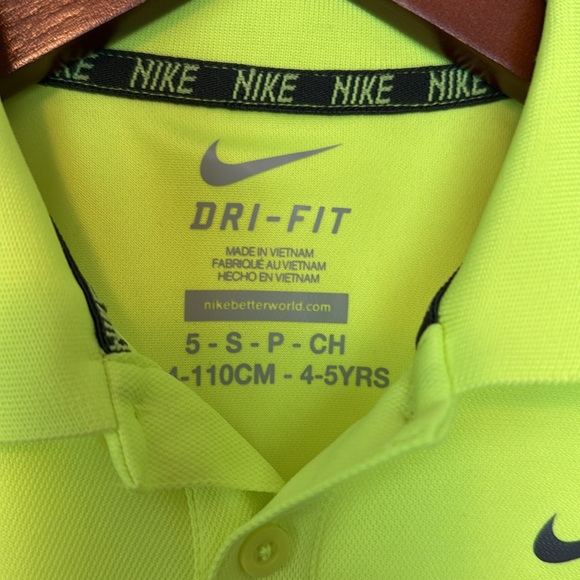 NIKE NIKE NIKE NIKE NIKE
DRI-FIT
MADE IN VIETNAM
FABRIQUÉ AU VIETNAM
HECHO EN VIETNAM
nikebetterworld.com
5 - S - P - CH
-110CM - 4-5YRS